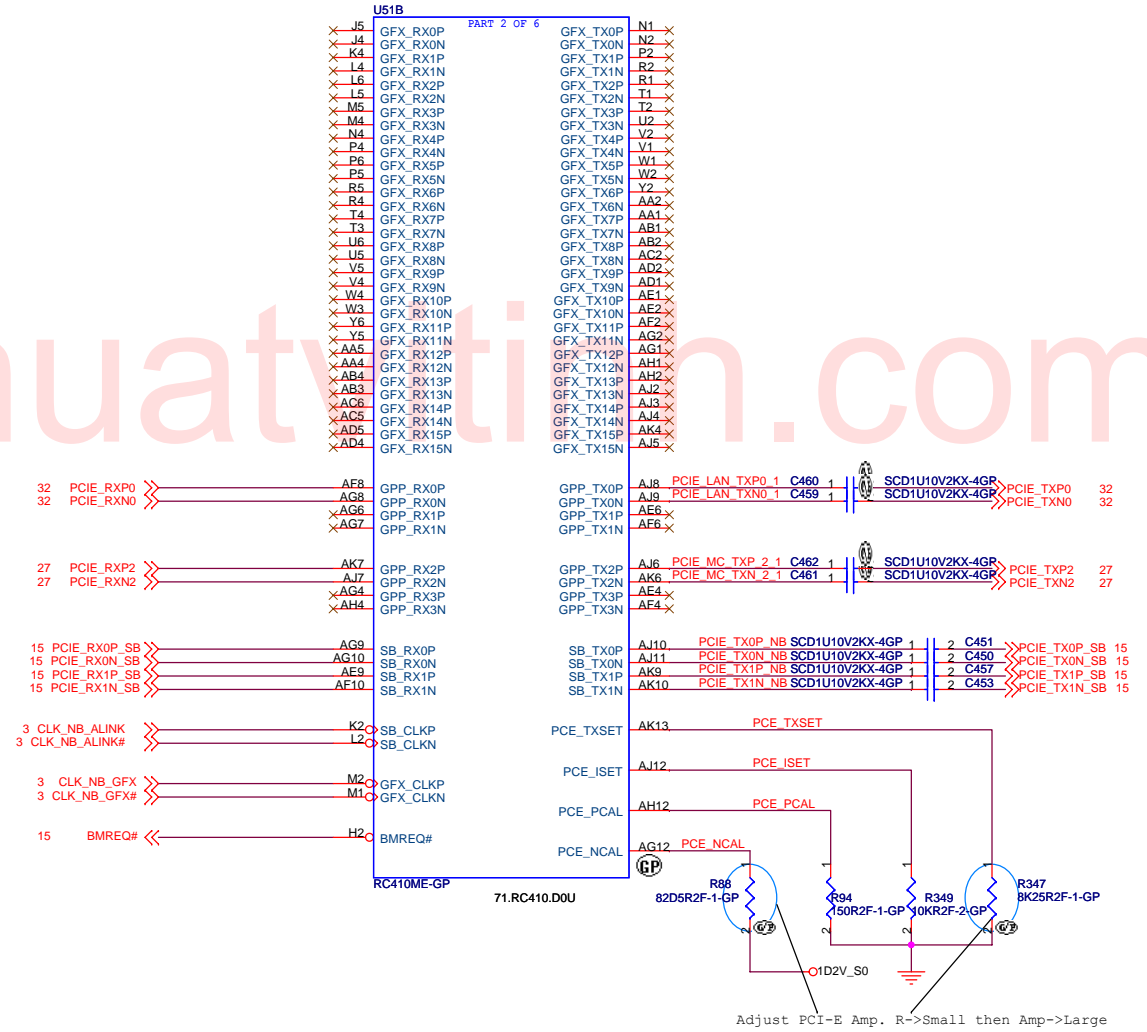 U51B
PART 2 OF 6
J5 GFX_RX0P GFX_TX0P N1
J4 GFX_RX0N GFX_TX0N N2
K4 GFX_RX1P GFX_TX1P P2
L4 GFX_RX1N GFX_TX1N R2
L6 GFX_RX2P GFX_TX2P R1
L5 GFX_RX2N GFX_TX2N T1
M5 GFX_RX3P GFX_TX3P T2
M4 GFX_RX3N GFX_TX3N U2
N4 GFX_RX4P GFX_TX4P V2
P4 GFX_RX4N GFX_TX4N V1
P6 GFX_RX5P GFX_TX5P W1
P5 GFX_RX5N GFX_TX5N W2
R5 GFX_RX6P GFX_TX6P Y2
R4 GFX_RX6N GFX_TX6N AA2
T4 GFX_RX7P GFX_TX7P AA1
T3 GFX_RX7N GFX_TX7N AB1
U6 GFX_RX8P GFX_TX8P AB2
U5 GFX_RX8N GFX_TX8N AC2
V5 GFX_RX9P GFX_TX9P AD2
V4 GFX_RX9N GFX_TX9N AD1
W4 GFX_RX10P GFX_TX10P AE1
W3 GFX_RX10N GFX_TX10N AE2
Y6 GFX_RX11P GFX_TX11P AF2
Y5 GFX_RX11N GFX_TX11N AG2
AA5 GFX_RX12P GFX_TX12P AG1
AA4 GFX_RX12N GFX_TX12N AH1
AB4 GFX_RX13P GFX_TX13P AH2
AB3 GFX_RX13N GFX_TX13N AJ2
AC6 GFX_RX14P GFX_TX14P AJ3
AC5 GFX_RX14N GFX_TX14N AJ4
AD5 GFX_RX15P GFX_TX15P AK4
AD4 GFX_RX15N GFX_TX15N AJ5
uatvitinh.com
32 PCIE_RXP0 AF8 GPP_RX0P GPP_TX0P AJ8 PCIE_LAN_TXP0_1 C460 1 SCD1U10V2KX-4GP PCIE_TXP0 32
32 PCIE_RXN0 AG8 GPP_RX0N GPP_TX0N AJ9 PCIE_LAN_TXN0_1 C459 1 SCD1U10V2KX-4GP PCIE_TXN0 32
AG6 GPP_RX1P GPP_TX1P AE6
AG7 GPP_RX1N GPP_TX1N AF6
27 PCIE_RXP2 AK7 GPP_RX2P GPP_TX2P AJ6 PCIE_MC_TXP_2_1 C462 1 SCD1U10V2KX-4GP PCIE_TXP2 27
27 PCIE_RXN2 AJ7 GPP_RX2N GPP_TX2N AK6 PCIE_MC_TXN_2_1 C461 1 SCD1U10V2KX-4GP PCIE_TXN2 27
AG4 GPP_RX3P GPP_TX3P AE4
AH4 GPP_RX3N GPP_TX3N AF4
15 PCIE_RX0P_SB AG9 SB_RX0P SB_TX0P AJ10 PCIE_TX0P_NB SCD1U10V2KX-4GP 1 2 C451 PCIE_TX0P_SB 15
15 PCIE_RX0N_SB AG10 SB_RX0N SB_TX0N AJ11 PCIE_TX0N_NB SCD1U10V2KX-4GP 1 2 C450 PCIE_TX0N_SB 15
15 PCIE_RX1P_SB AE9 SB_RX1P SB_TX1P AK9 PCIE_TX1P_NB SCD1U10V2KX-4GP 1 2 C457 PCIE_TX1P_SB 15
15 PCIE_RX1N_SB AF10 SB_RX1N SB_TX1N AK10 PCIE_TX1N_NB SCD1U10V2KX-4GP 1 2 C453 PCIE_TX1N_SB 15
3 CLK_NB_ALINK K2 SB_CLKP PCE_TXSET AK13 PCE_TXSET
3 CLK_NB_ALINK# L2 SB_CLKN
PCE_ISET AJ12 PCE_ISET
3 CLK_NB_GFX M2 GFX_CLKP
3 CLK_NB_GFX# M1 GFX_CLKN
PCE_PCAL AH12 PCE_PCAL
15 BMREQ# H2 BMREQ#
PCE_NCAL AG12 PCE_NCAL
GP
RC410ME-GP
71.RC410.D0U
1 1 1 1
R88 R94 R349 R347
82D5R2F-1-GP 150R2F-1-GP 10KR2F-2-GP 8K25R2F-1-GP
2 2 2 2
1D2V_S0
Adjust PCI-E Amp. R->Small then Amp->Large